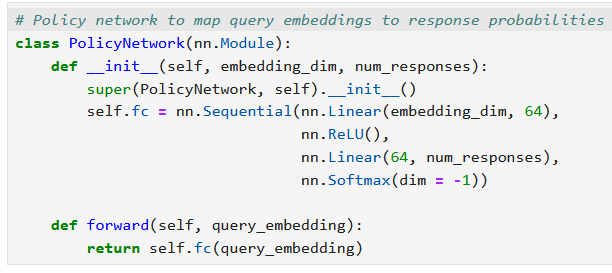 # Policy network to map query embeddings to response probabilities
class PolicyNetwork(nn.Module):
    def __init__(self, embedding_dim, num_responses):
        super(PolicyNetwork, self).__init__()
        self.fc = nn.Sequential(nn.Linear(embedding_dim, 64),
                                nn.ReLU(),
                                nn.Linear(64, num_responses),
                                nn.Softmax(dim = -1))

    def forward(self, query_embedding):
        return self.fc(query_embedding)